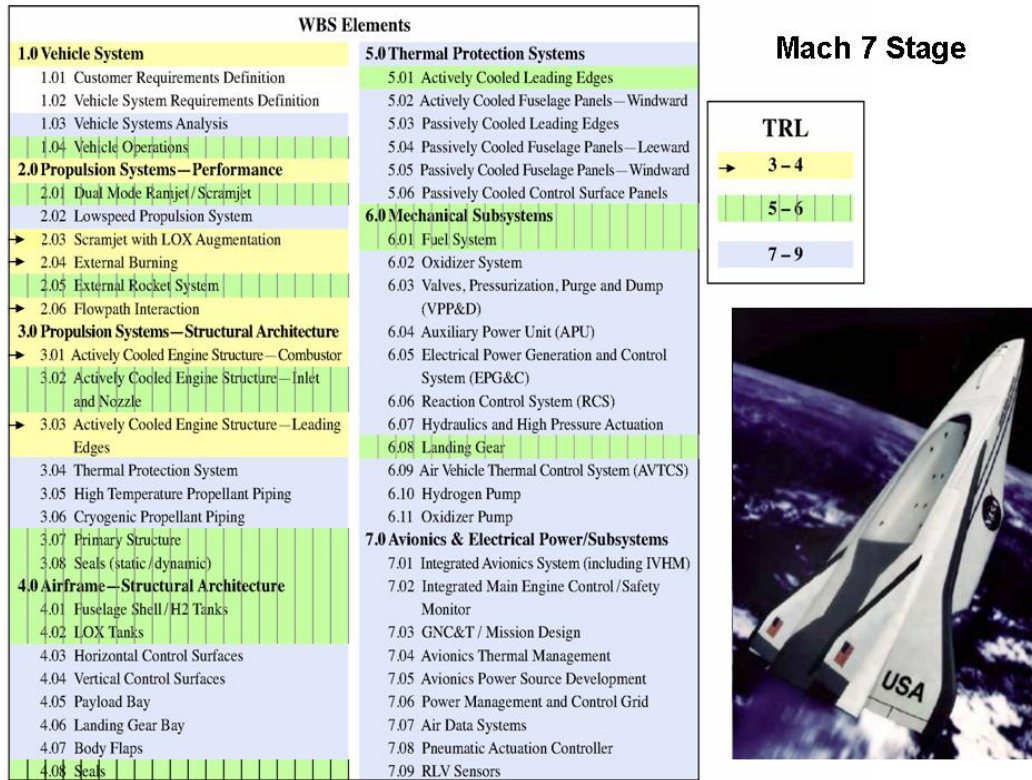 WBS Elements
1.0 Vehicle System
1.01 Customer Requirements Definition
1.02 Vehicle System Requirements Definition
1.03 Vehicle Systems Analysis
1.04 Vehicle Operations
2.0 Propulsion Systems—Performance
2.01 Dual Mode Ramjet/Scramjet
2.02 Lowspeed Propulsion System
2.03 Scramjet with LOX Augmentation
2.04 External Burning
2.05 External Rocket System
2.06 Flowpath Interaction
3.0 Propulsion Systems—Structural Architecture
3.01 Actively Cooled Engine Structure—Combustor
3.02 Actively Cooled Engine Structure—Inlet
and Nozzle
3.03 Actively Cooled Engine Structure—Leading
Edges
3.04 Thermal Protection System
3.05 High Temperature Propellant Piping
3.06 Cryogenic Propellant Piping
3.07 Primary Structure
3.08 Seals (static/dynamic)
4.0 Airframe—Structural Architecture
4.01 Fuselage Shell/H2 Tanks
4.02 LOX Tanks
4.03 Horizontal Control Surfaces
4.04 Vertical Control Surfaces
4.05 Payload Bay
4.06 Landing Gear Bay
4.07 Body Flaps
4.08 Seals
5.0 Thermal Protection Systems
5.01 Actively Cooled Leading Edges
5.02 Actively Cooled Fuselage Panels—Windward
5.03 Passively Cooled Leading Edges
5.04 Passively Cooled Fuselage Panels—Leeward
5.05 Passively Cooled Fuselage Panels—Windward
5.06 Passively Cooled Control Surface Panels
6.0 Mechanical Subsystems
6.01 Fuel System
6.02 Oxidizer System
6.03 Valves, Pressurization, Purge and Dump
(VPP&D)
6.04 Auxiliary Power Unit (APU)
6.05 Electrical Power Generation and Control
System (EPG&C)
6.06 Reaction Control System (RCS)
6.07 Hydraulics and High Pressure Actuation
6.08 Landing Gear
6.09 Air Vehicle Thermal Control System (AVTCS)
6.10 Hydrogen Pump
6.11 Oxidizer Pump
7.0 Avionics & Electrical Power/Subsystems
7.01 Integrated Avionics System (including IVHM)
7.02 Integrated Main Engine Control/Safety
Monitor
7.03 GNC&T / Mission Design
7.04 Avionics Thermal Management
7.05 Avionics Power Source Development
7.06 Power Management and Control Grid
7.07 Air Data Systems
7.08 Pneumatic Actuation Controller
7.09 RLV Sensors
Mach 7 Stage
TRL
3–4
5–6
7–9
USA